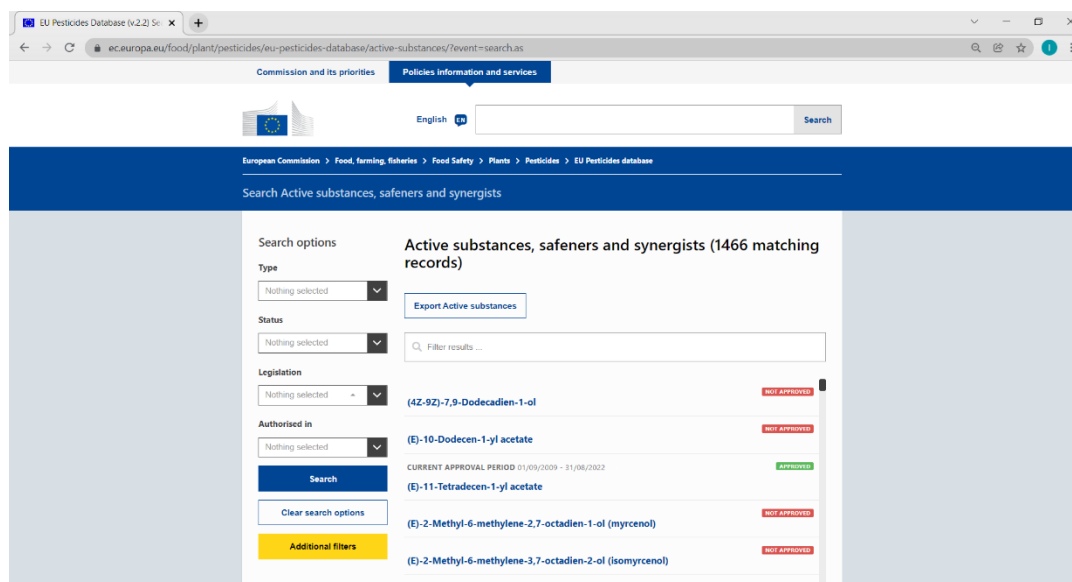 EU Pesticides Database (v.2.2) Se
ec.europa.eu/food/plant/pesticides/eu-pesticides-database/active-substances/?event=search.as
Commission and its priorities
Policies information and services
English EN
Search
European Commission > Food, farming, fisheries > Food Safety > Plants > Pesticides > EU Pesticides database
Search Active substances, safeners and synergists
Search options
Type
Nothing selected
Status
Nothing selected
Legislation
Nothing selected
Authorised in
Nothing selected
Search
Clear search options
Additional filters
Active substances, safeners and synergists (1466 matching
records)
Export Active substances
Filter results ...
NOT APPROVED
(4Z-9Z)-7,9-Dodecadien-1-ol
NOT APPROVED
(E)-10-Dodecen-1-yl acetate
CURRENT APPROVAL PERIOD 01/09/2009 - 31/08/2022
APPROVED
(E)-11-Tetradecen-1-yl acetate
NOT APPROVED
(E)-2-Methyl-6-methylene-2,7-octadien-1-ol (myrcenol)
NOT APPROVED
(E)-2-Methyl-6-methylene-3,7-octadien-2-ol (isomyrcenol)